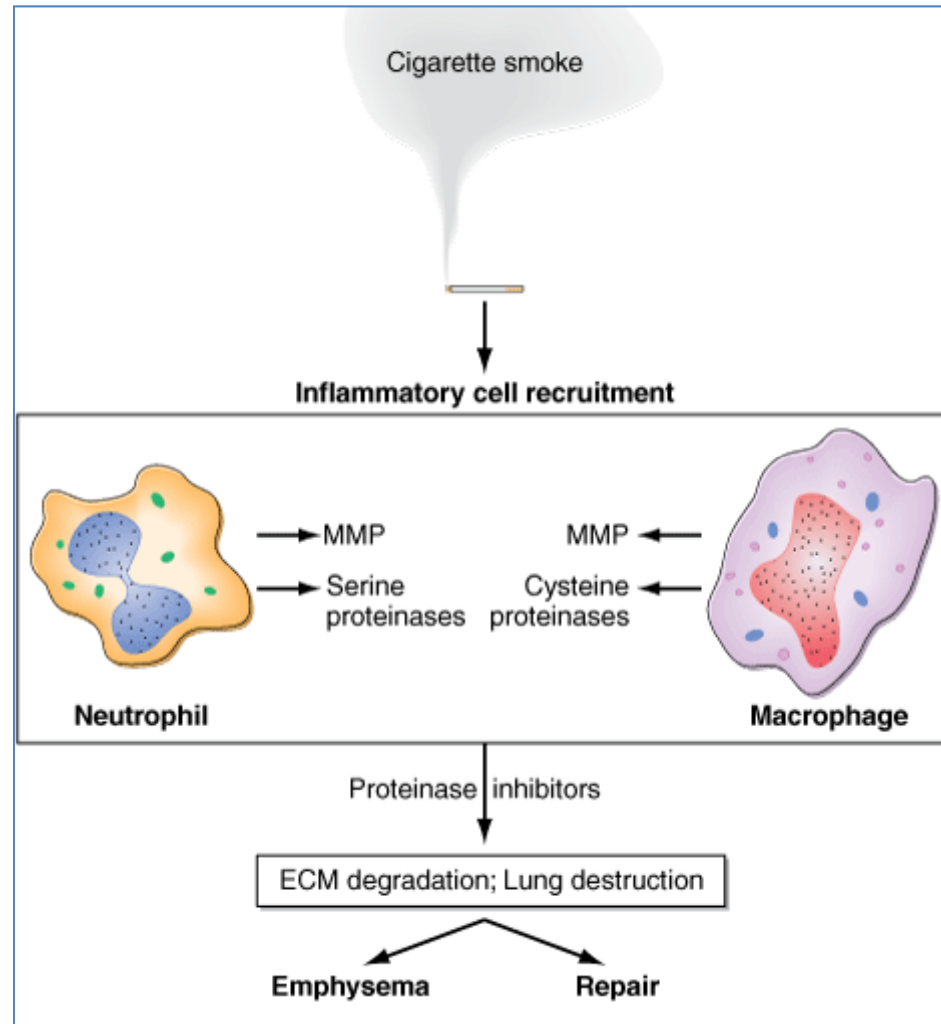 Cigarette smoke
Inflammatory cell recruitment
MMP
Serine
proteinases
MMP
Cysteine
proteinases
Neutrophil
Macrophage
Proteinase inhibitors
ECM degradation; Lung destruction
Emphysema
Repair